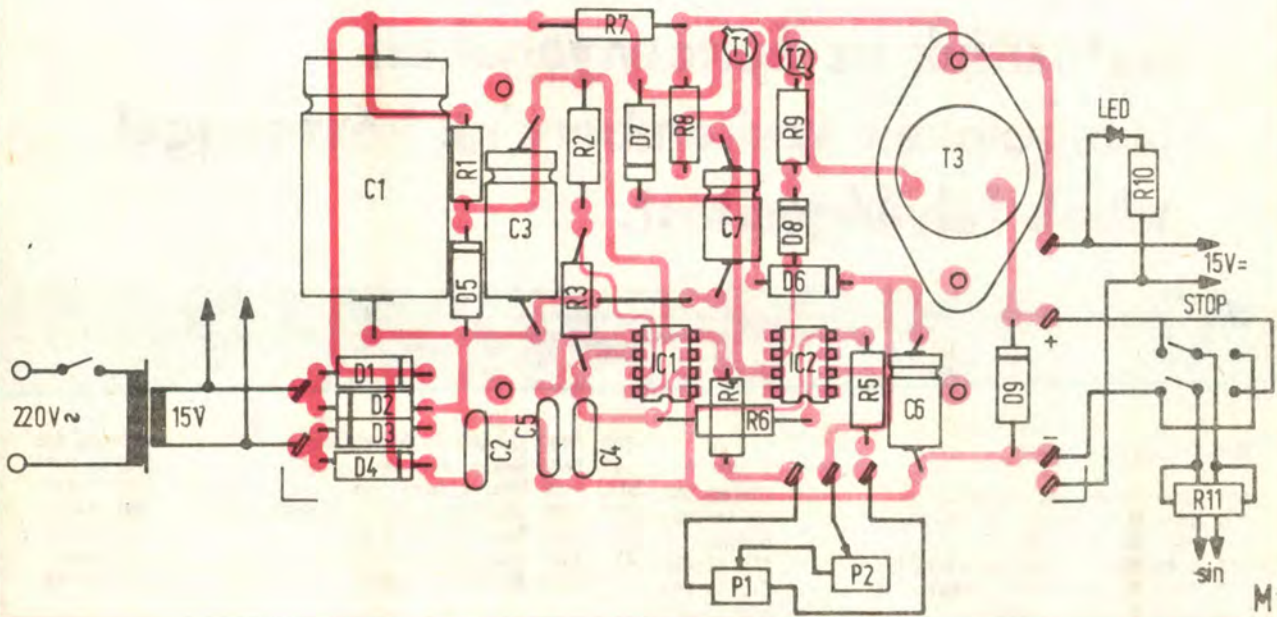 R7
T1
T2
LED
C1
R1
R2
D7
R8
R9
T3
R10
C3
C7
D8
D5
R3
D6
15V=
STOP
IC1
IC2
+
220V~
15V
D1
D2
D3
D4
C2
C5
C4
R4
R6
R5
C6
D9
-
R11
P1
P2
sin
M